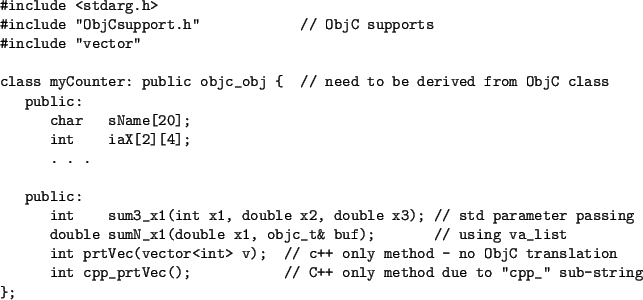 #include <stdarg.h>
#include "ObjCsupport.h"            // ObjC supports
#include "vector"

class myCounter: public objc_obj {  // need to be derived from ObjC class
   public:
      char   sName[20];
      int    iaX[2][4];
      . . .

   public:
      int    sum3_x1(int x1, double x2, double x3); // std parameter passing
      double sumN_x1(double x1, objc_t& buf);       // using va_list
      int prtVec(vector<int> v);  // c++ only method - no ObjC translation
      int cpp_prtVec();           // C++ only method due to "cpp_" sub-string
};